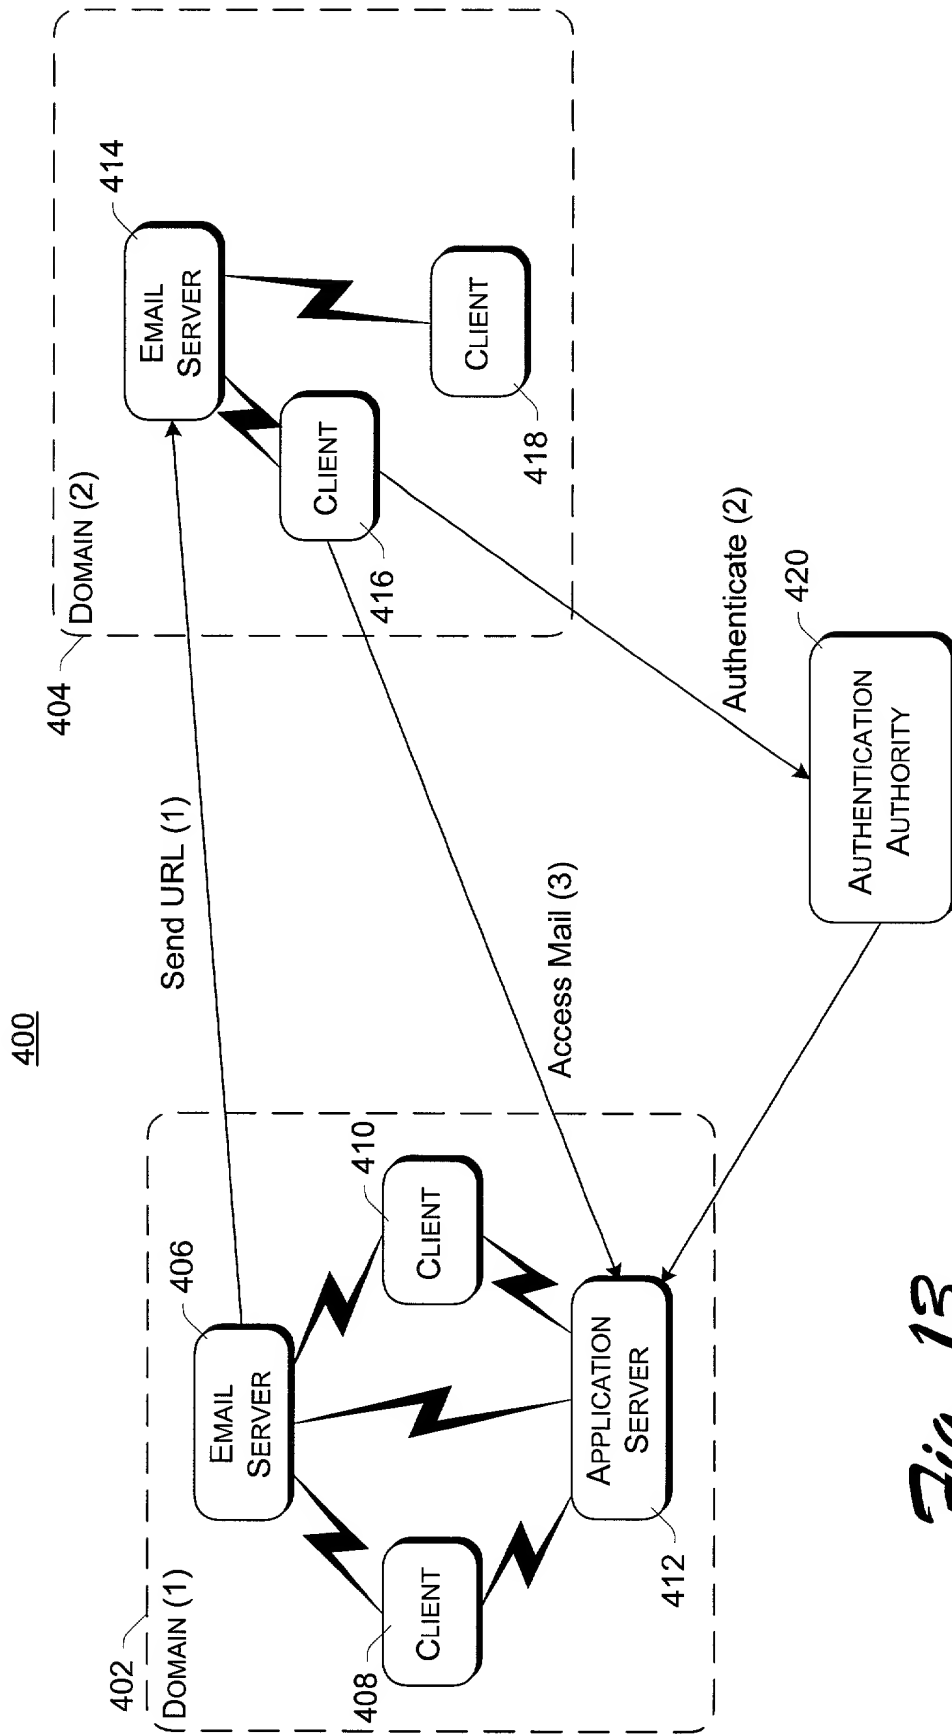 400
402
DOMAIN (1)
406
EMAIL
SERVER
408
CLIENT
410
CLIENT
412
APPLICATION
SERVER
Send URL (1)
Access Mail (3)
404
DOMAIN (2)
414
EMAIL
SERVER
416
CLIENT
418
CLIENT
Authenticate (2)
420
AUTHENTICATION
AUTHORITY
Fig. 13